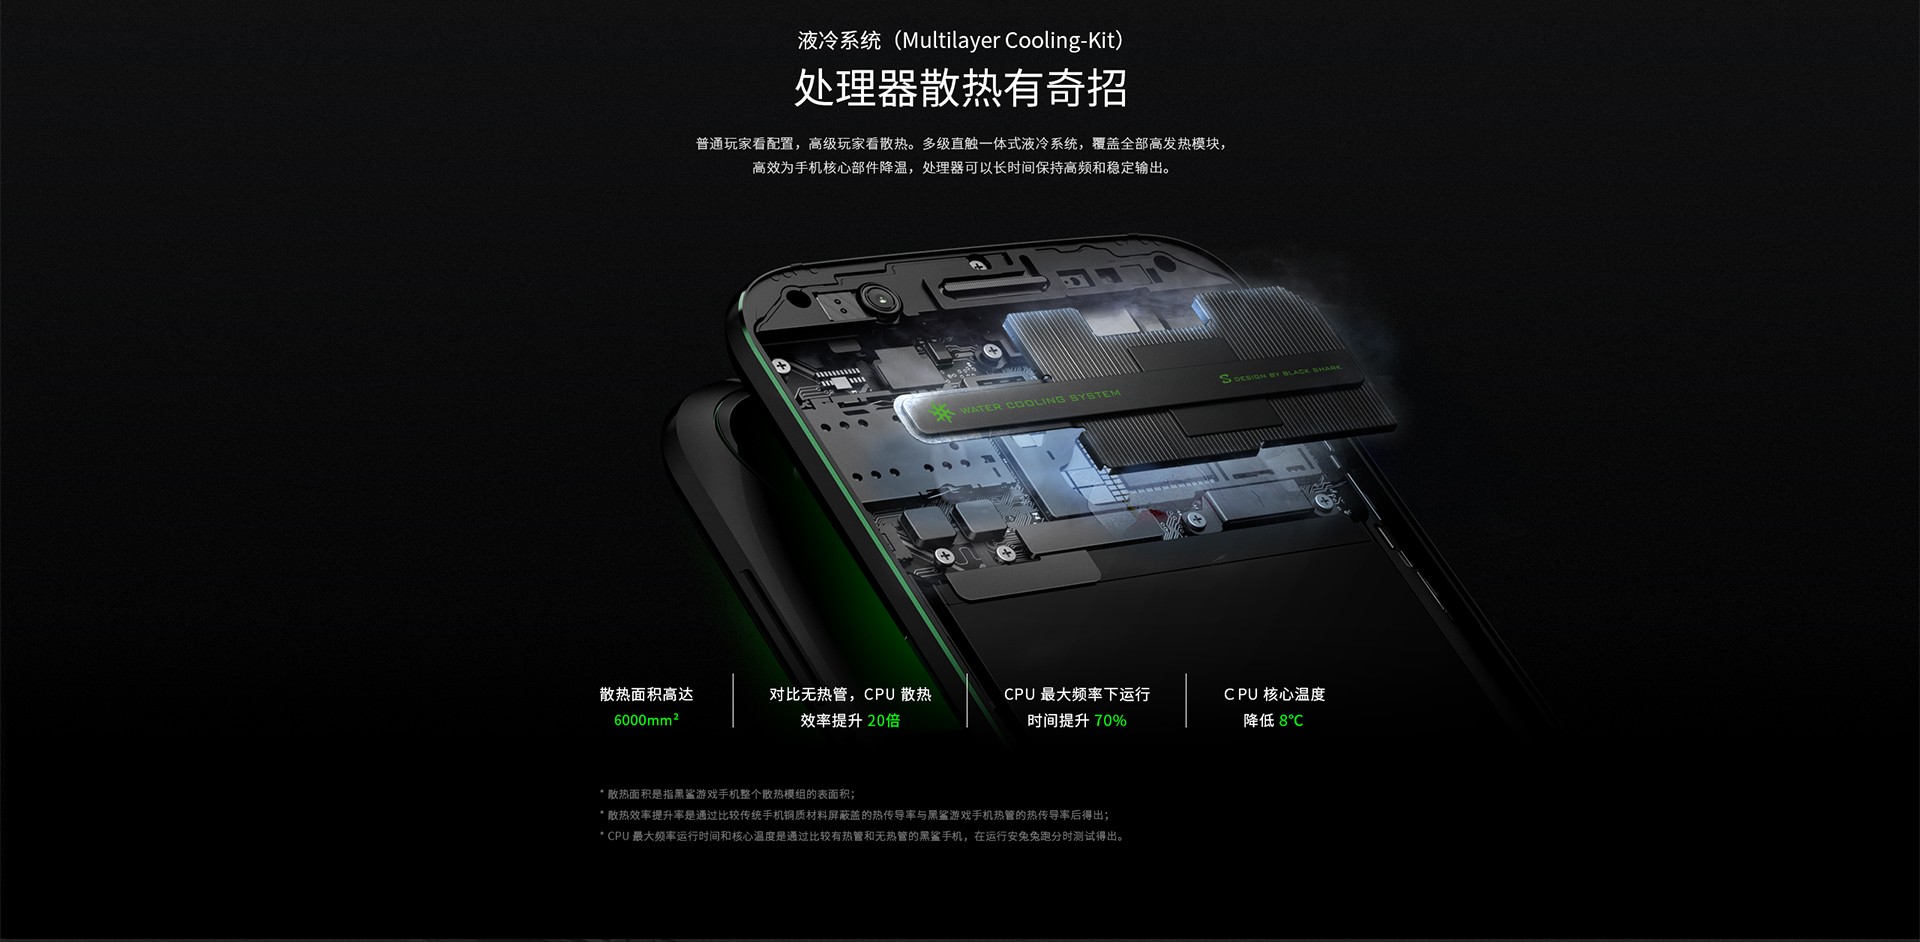 液冷系统（Multilayer Cooling-Kit）
处理器散热有奇招
普通玩家看配置，高级玩家看散热。多级直触一体式液冷系统，覆盖全部高发热模块，
高效为手机核心部件降温，处理器可以长时间保持高频和稳定输出。
WATER COOLING SYSTEM
DESIGN BY BLACK SHARK
散热面积高达
6000mm²
对比无热管，CPU 散热
效率提升 20倍
CPU 最大频率下运行
时间提升 70%
CPU 核心温度
降低 8℃
* 散热面积是指黑鲨游戏手机整个散热模组的表面积；
* 散热效率提升率是通过比较传统手机铜质材料屏蔽盖的热传导率与黑鲨游戏手机热管的热传导率后得出；
* CPU 最大频率运行时间和核心温度是通过比较有热管和无热管的黑鲨手机，在运行安兔兔跑分时测试得出。